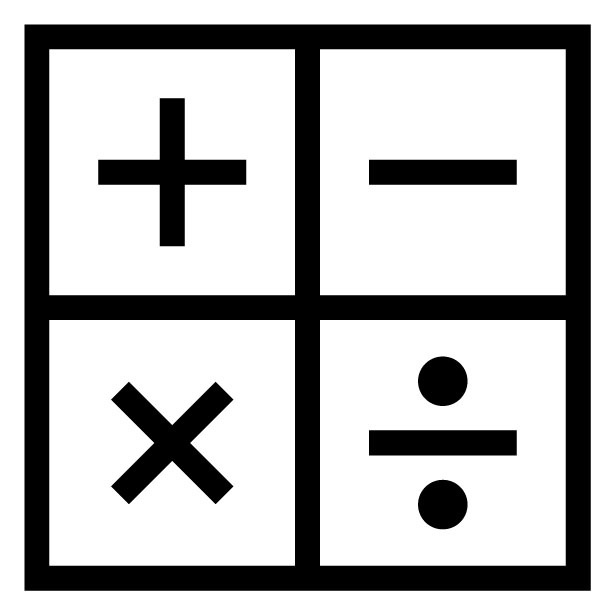 + −
× ÷